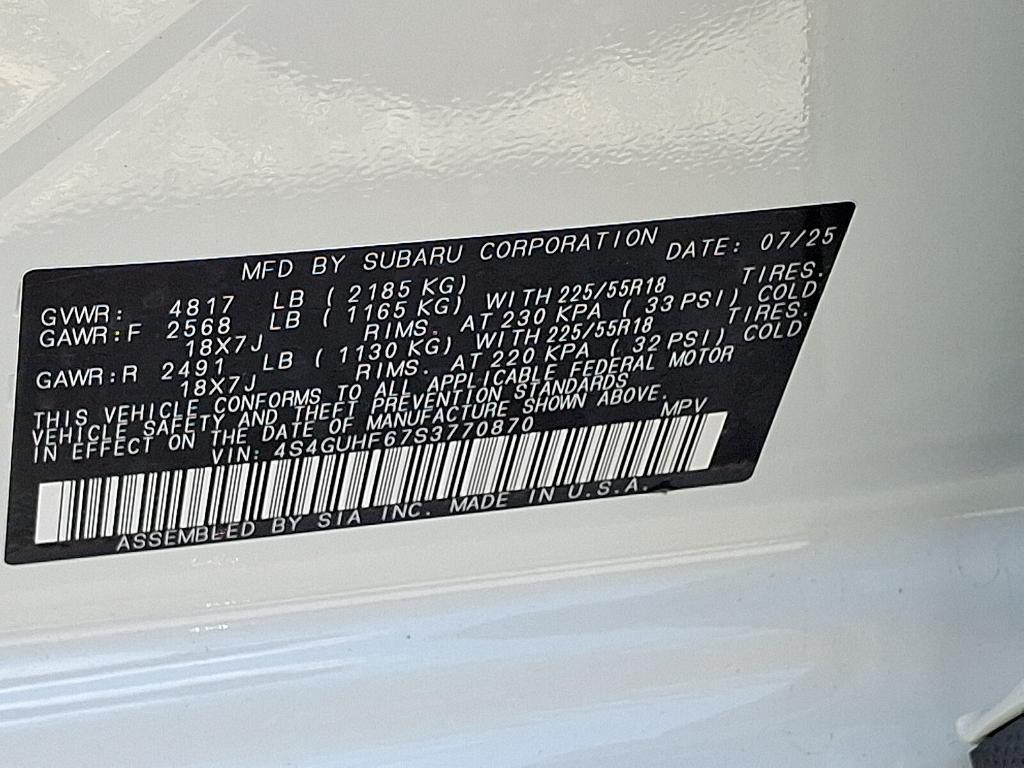 MFD BY SUBARU CORPORATION DATE: 07/25
GVWR: 4817 LB ( 2185 KG)
GAWR:F 2568 LB ( 1165 KG) WITH 225/55R18 TIRES.
18X7J RIMS. AT 230 KPA ( 33 PSI) COLD.
GAWR:R 2491 LB ( 1130 KG) WITH 225/55R18 TIRES.
18X7J RIMS. AT 220 KPA ( 32 PSI) COLD.
THIS VEHICLE CONFORMS TO ALL APPLICABLE FEDERAL MOTOR
VEHICLE SAFETY AND THEFT PREVENTION STANDARDS
IN EFFECT ON THE DATE OF MANUFACTURE SHOWN ABOVE.
VIN: 4S4GUHF67S3770870 MPV
ASSEMBLED BY SIA INC. MADE IN U.S.A.